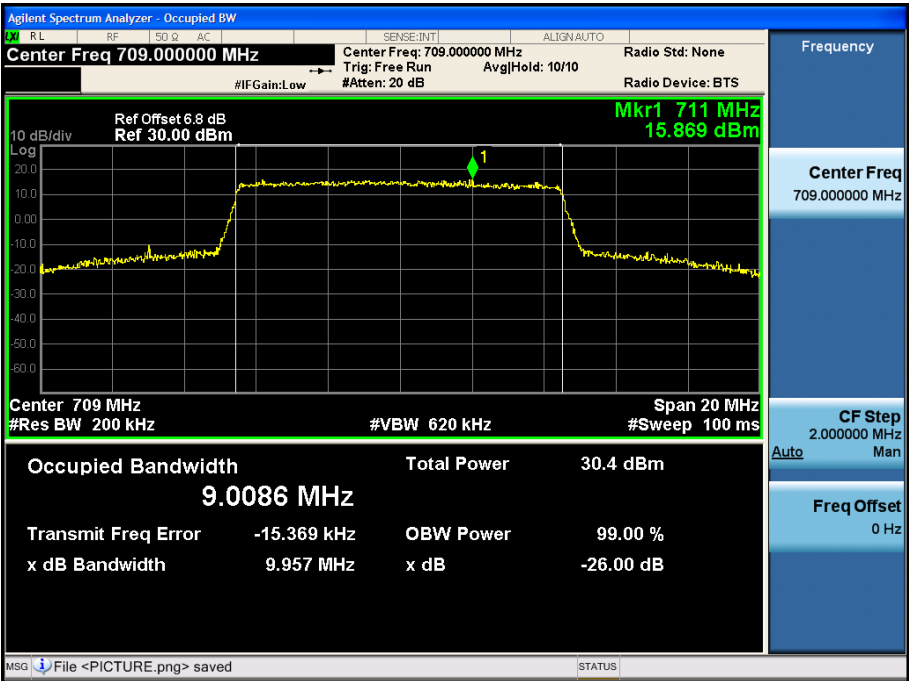 Agilent Spectrum Analyzer - Occupied BW
LXI RL RF 50 Ω AC SENSE:INT ALIGN AUTO
Center Freq 709.000000 MHz
Center Freq: 709.000000 MHz
Radio Std: None
Trig: Free Run Avg|Hold: 10/10
#IFGain:Low
#Atten: 20 dB
Radio Device: BTS
Mkr1 711 MHz
15.869 dBm
Ref Offset 6.8 dB
10 dB/div Ref 30.00 dBm
Log
1
20.0
10.0
0.00
-10.0
-20.0
-30.0
-40.0
-50.0
-60.0
Center 709 MHz Span 20 MHz
#Res BW 200 kHz #VBW 620 kHz #Sweep 100 ms
Occupied Bandwidth
9.0086 MHz
Total Power 30.4 dBm
Transmit Freq Error -15.369 kHz OBW Power 99.00 %
x dB Bandwidth 9.957 MHz x dB -26.00 dB
Frequency
Center Freq
709.000000 MHz
CF Step
2.000000 MHz
Auto Man
Freq Offset
0 Hz
MSG File <PICTURE.png> saved STATUS